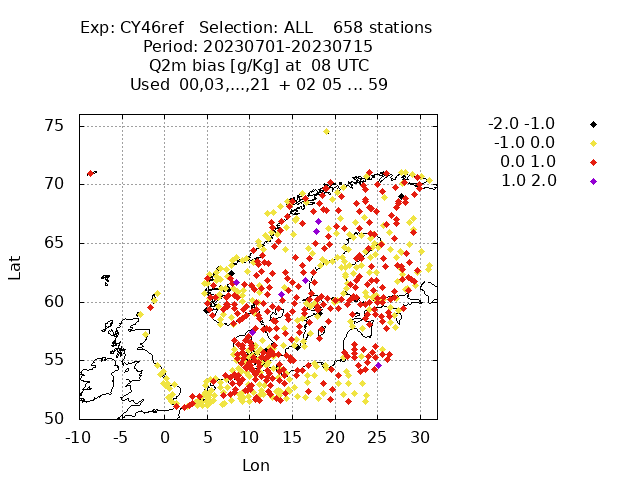 Exp: CY46ref   Selection: ALL    658 stations
Period: 20230701-20230715
Q2m bias [g/Kg] at  08 UTC
Used  00,03,...,21  + 02 05 ... 59
-2.0 -1.0
-1.0 0.0
0.0 1.0
1.0 2.0
75
70
65
60
55
50
Lat
-10 -5 0 5 10 15 20 25 30
Lon